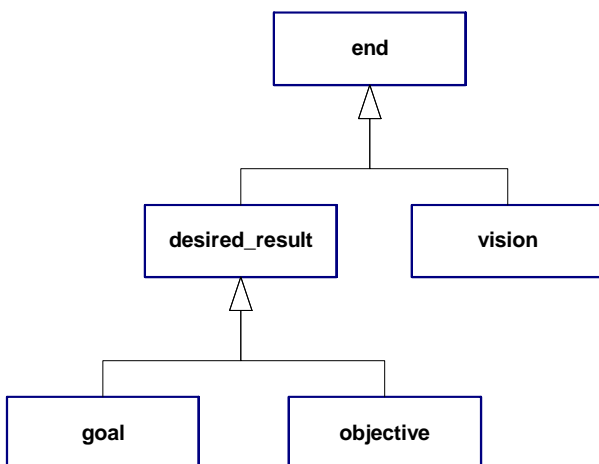 end
desired_result
vision
goal
objective